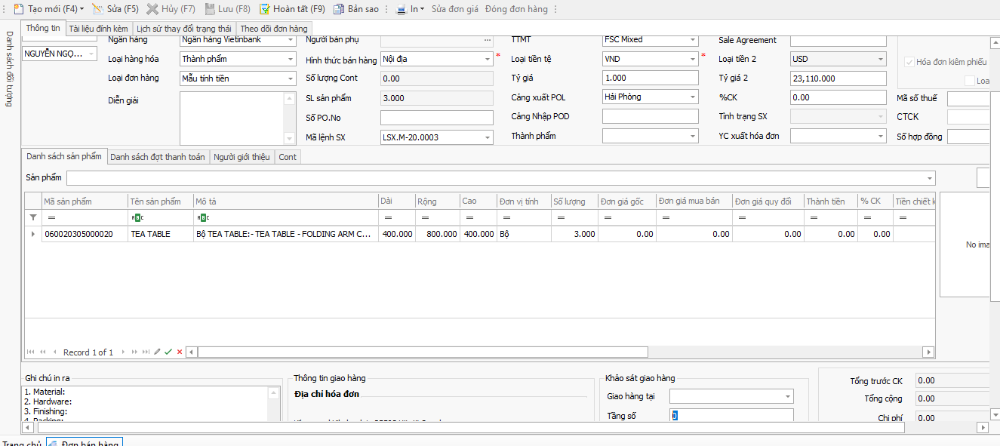 Tạo mới (F4) Sửa (F5) Hủy (F7) Lưu (F8) Hoàn tất (F9) Bản sao In Sửa đơn giá Đóng đơn hàng
Danh sách đối tượng
Thông tin Tài liệu đính kèm Lịch sử thay đổi trạng thái Theo dõi đơn hàng
Ngân hàng Ngân hàng Vietinbank Người bán phụ ... TTMT FSC Mixed Sale Agreement
NGUYỄN NGỌ... Loại hàng hóa Thành phẩm Hình thức bán hàng Nội địa * Loại tiền tệ VND * Loại tiền 2 USD Hóa đơn kiêm phiếu
Loại đơn hàng Mẫu tính tiền Số lượng Cont 0.00 Tỷ giá 1.000 Tỷ giá 2 23,110.000
Diễn giải SL sản phẩm 3.000 Cảng xuất POL Hải Phòng %CK 0.00 Mã số thuế
Số PO.No Cảng Nhập POD Tình trạng SX CTCK
Mã lệnh SX LSX.M-20.0003 Thành phẩm YC xuất hóa đơn Số hợp đồng
Danh sách sản phẩm Danh sách đợt thanh toán Người giới thiệu Cont
Sản phẩm
Mã sản phẩm Tên sản phẩm Mô tả Dài Rộng Cao Đơn vị tính Số lượng Đơn giá gốc Đơn giá mua bán Đơn giá quy đổi Thành tiền % CK Tiền chiết k
060020305000020 TEA TABLE Bộ TEA TABLE:- TEA TABLE - FOLDING ARM C... 400.000 800.000 400.000 Bộ 3.000 0.00 0.00 0.00 0.00 0.00
No ima
Record 1 of 1
Ghi chú in ra Thông tin giao hàng Khảo sát giao hàng Tổng trước CK 0.00
1. Material: Địa chỉ hóa đơn Giao hàng tại Tổng cộng 0.00
2. Hardware:
3. Finishing: Tầng số 0 Chi phí 0.00
4. Packing:
Trang chủ Đơn bán hàng